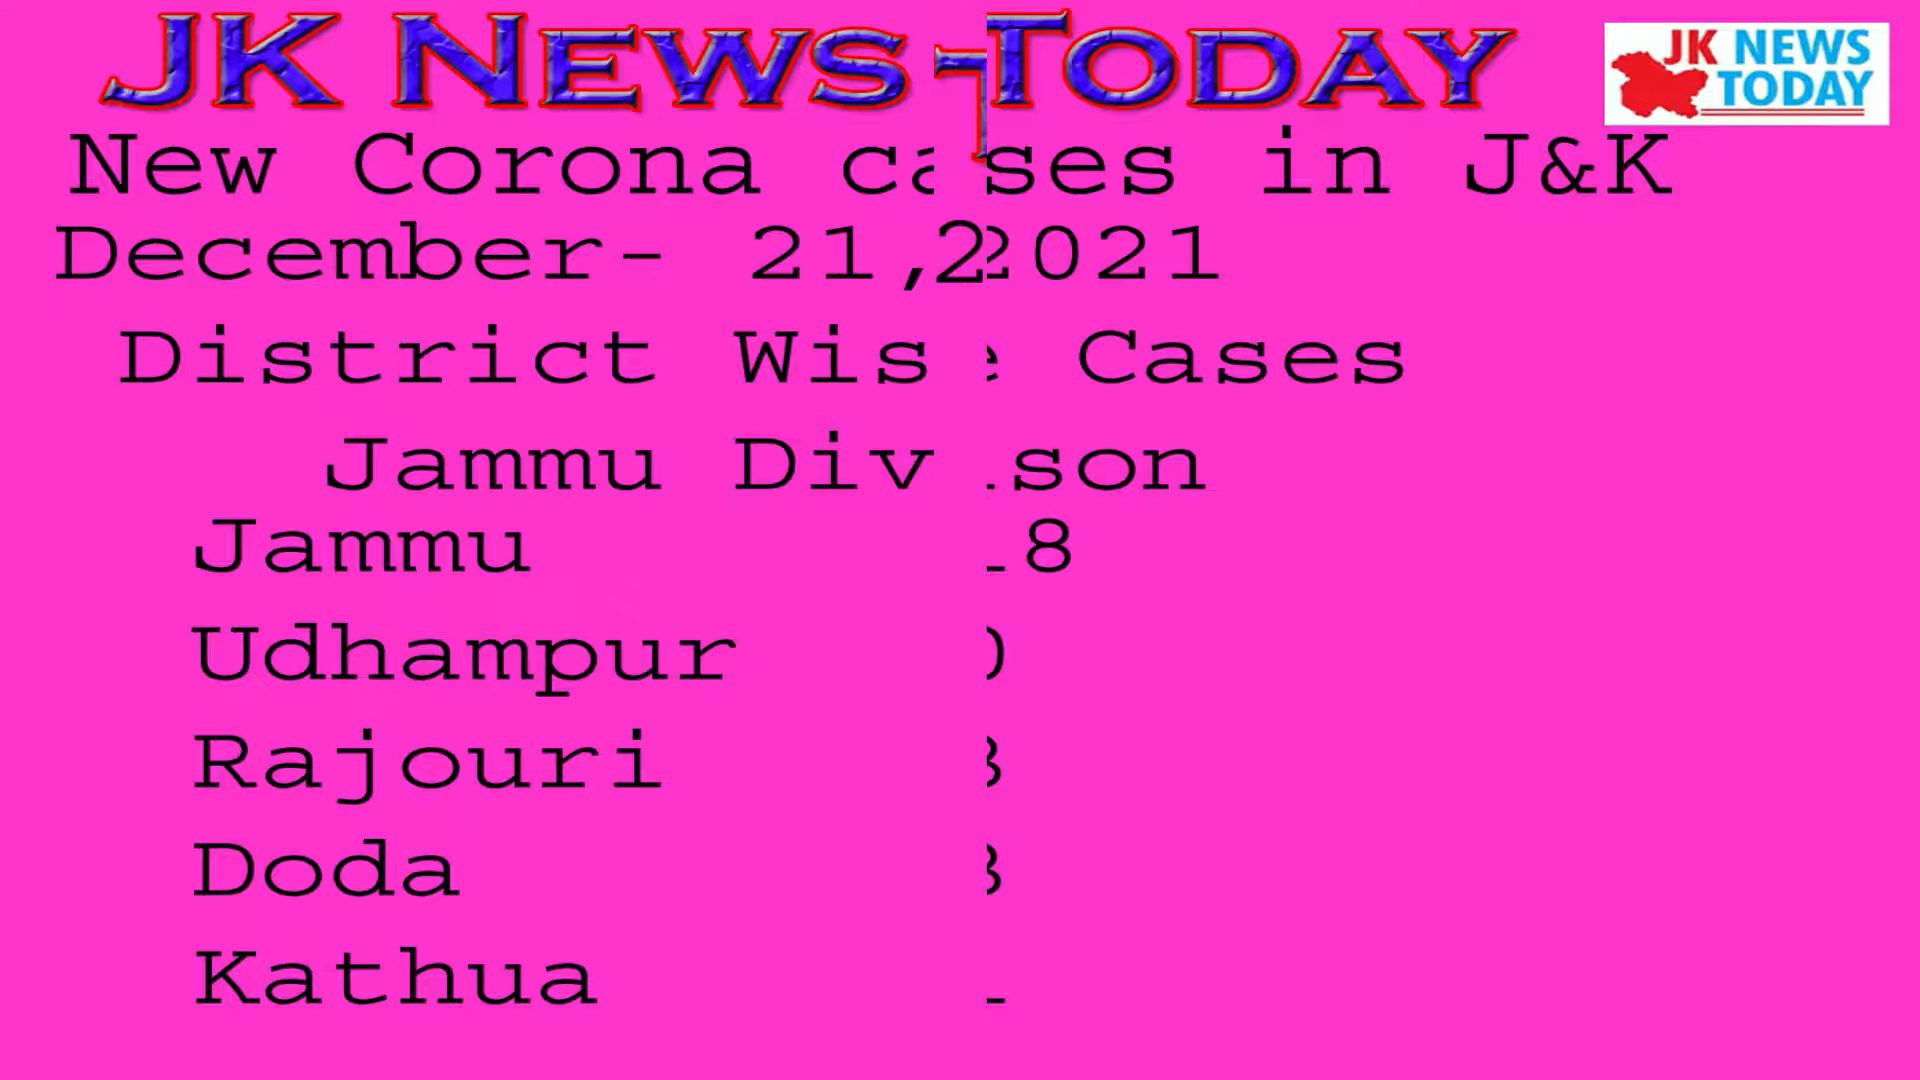 JK NEWS TODAY
JK NEWS
TODAY
New Corona cases in J&K
December- 21,2021
District Wise Cases
Jammu Divison
Jammu
Udhampur
Rajouri
Doda
Kathua